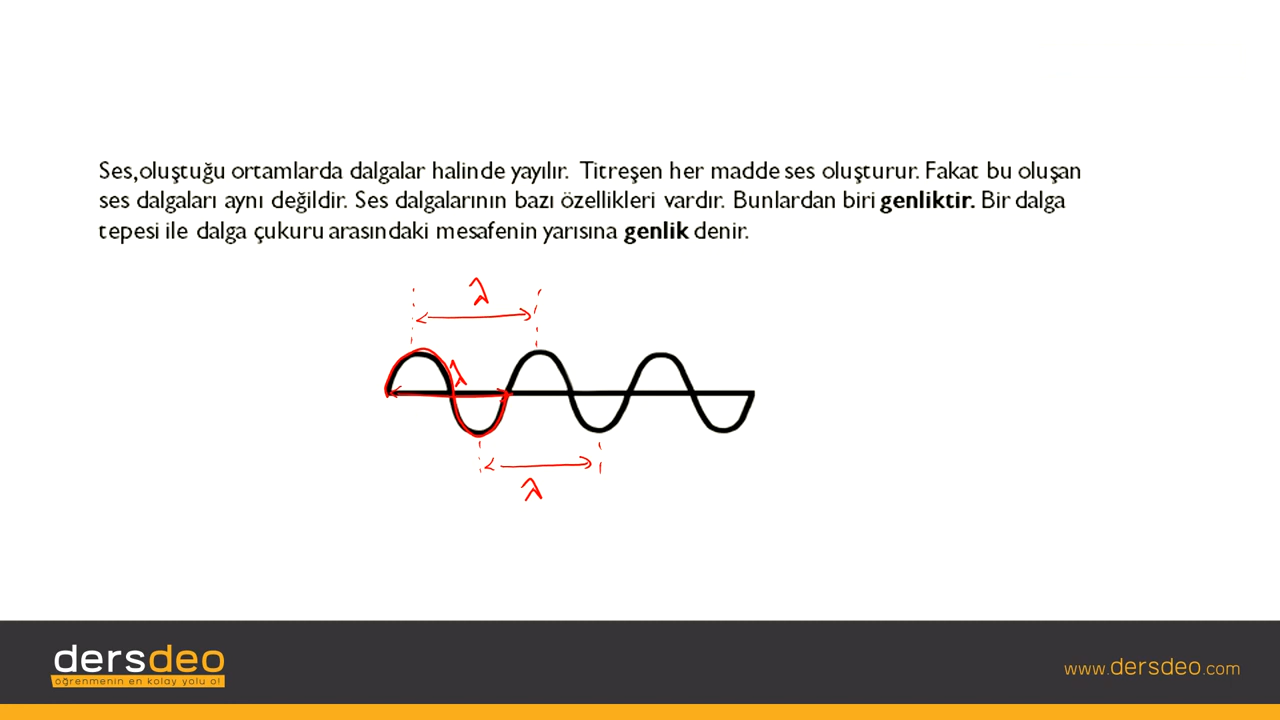 Ses,oluştuğu ortamlarda dalgalar halinde yayılır. Titreşen her madde ses oluşturur. Fakat bu oluşan
ses dalgaları aynı değildir. Ses dalgalarının bazı özellikleri vardır. Bunlardan biri genliktir. Bir dalga
tepesi ile dalga çukuru arasındaki mesafenin yarısına genlik denir.
λ
λ
λ
dersdeo
öğrenmenin en kolay yolu o!
www.dersdeo.com